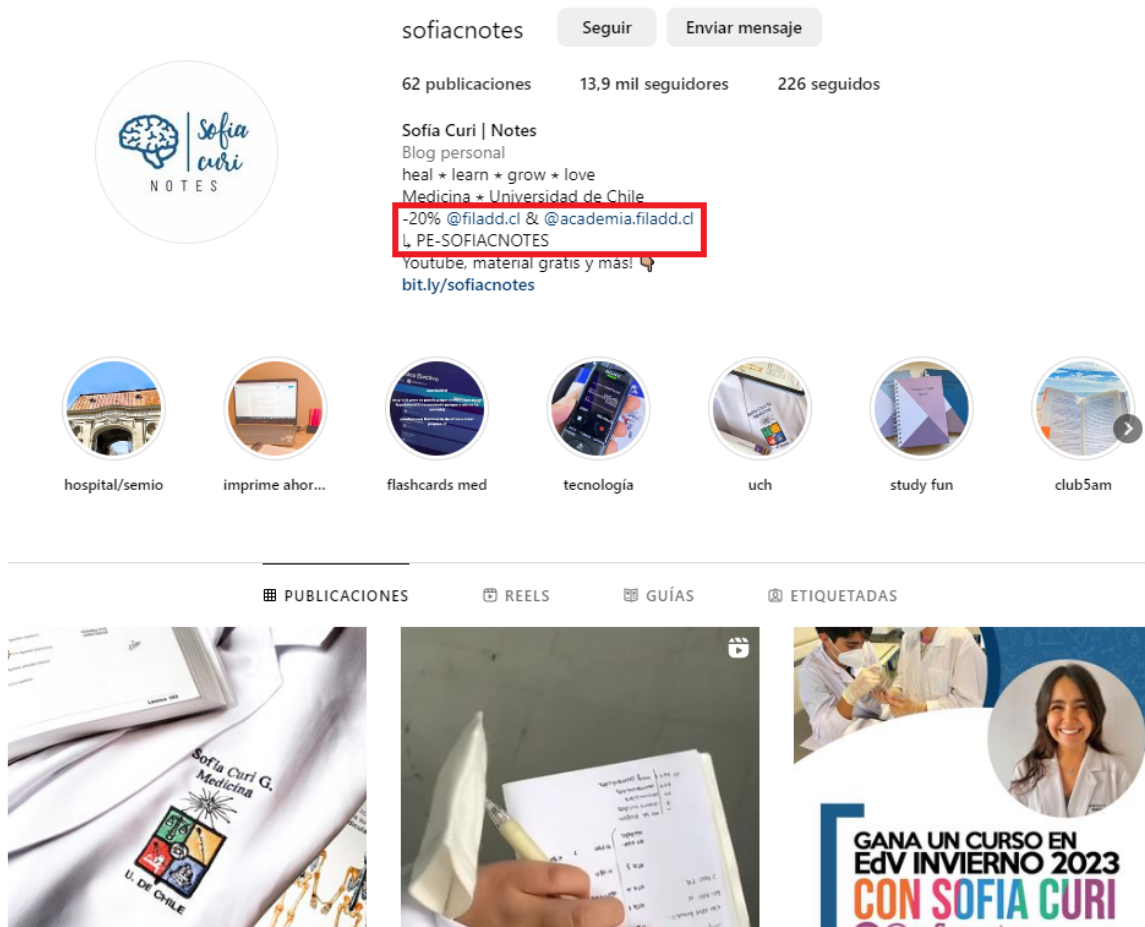 sofiacnotes
Seguir
Enviar mensaje
62 publicaciones
13,9 mil seguidores
226 seguidos
Sofia
curi
NOTES
Sofía Curi | Notes
Blog personal
heal ⋆ learn ⋆ grow ⋆ love
Medicina ⋆ Universidad de Chile
-20% @filadd.cl & @academia.filadd.cl
↳ PE-SOFIACNOTES
Youtube, material gratis y más! 👇🏽
bit.ly/sofiacnotes
hospital/semio
imprime ahor...
flashcards med
tecnología
uch
study fun
club5am
PUBLICACIONES
REELS
GUÍAS
ETIQUETADAS
Lámina 163
Sofía Curi G.
Medicina
U. DE CHILE
GANA UN CURSO EN
EdV INVIERNO 2023
CON SOFIA CURI